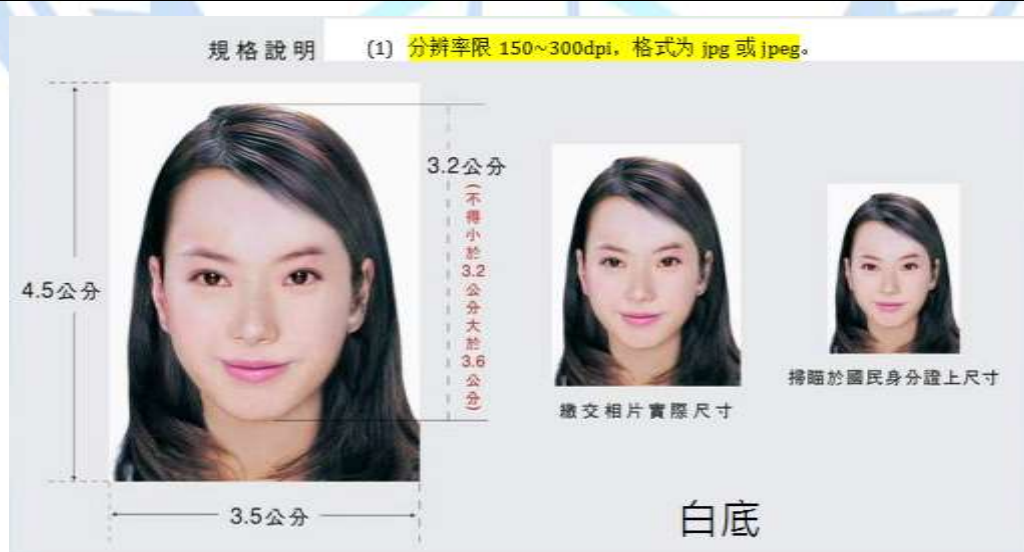 規格說明
(1) 分辨率限 150~300dpi，格式为 jpg 或 jpeg。
3.2公分
(不得小於3.2公分大於3.6公分)
4.5公分
3.5公分
繳交相片實際尺寸
掃瞄於國民身分證上尺寸
白底